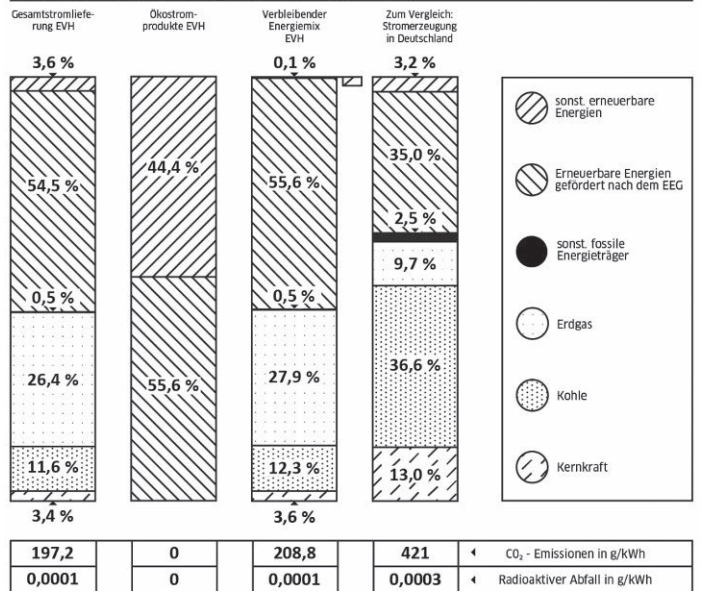 Gesamtstromliefe-
rung EVH
Ökostrom-
produkte EVH
Verbleibender
Energiemix
EVH
Zum Vergleich:
Stromerzeugung
in Deutschland
3,6 %
54,5 %
0,5 %
26,4 %
11,6 %
3,4 %
44,4 %
55,6 %
0,1 %
55,6 %
0,5 %
27,9 %
12,3 %
3,6 %
3,2 %
35,0 %
2,5 %
9,7 %
36,6 %
13,0 %
sonst. erneuerbare
Energien
Erneuerbare Energien
gefördert nach dem EEG
sonst. fossile
Energieträger
Erdgas
Kohle
Kernkraft
197,2 0 208,8 421 CO₂ - Emissionen in g/kWh
0,0001 0 0,0001 0,0003 Radioaktiver Abfall in g/kWh